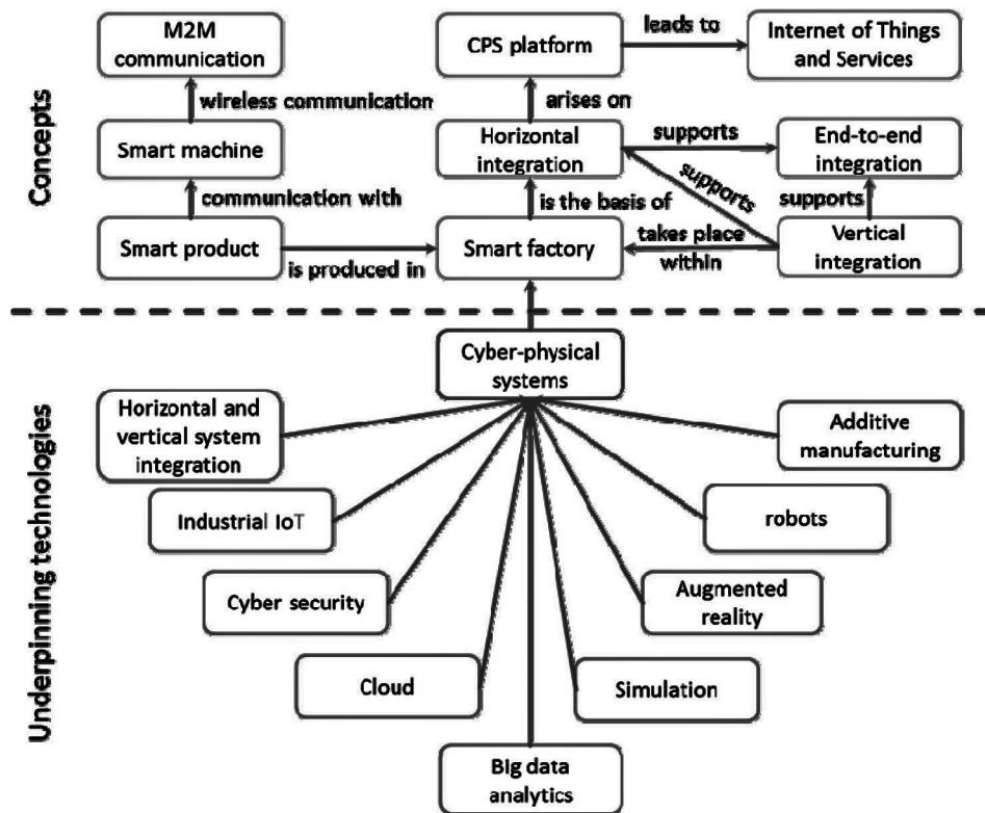 M2M
communication
CPS platform
leads to
Internet of Things
and Services
wireless communication
arises on
Smart machine
Horizontal
integration
supports
End-to-end
integration
communication with
is the basis of
supports
supports
Smart product
is produced in
Smart factory
takes place
within
Vertical
integration
Concepts
Cyber-physical
systems
Horizontal and
vertical system
integration
Additive
manufacturing
Industrial IoT
robots
Cyber security
Augmented
reality
Cloud
Simulation
Big data
analytics
Underpinning technologies